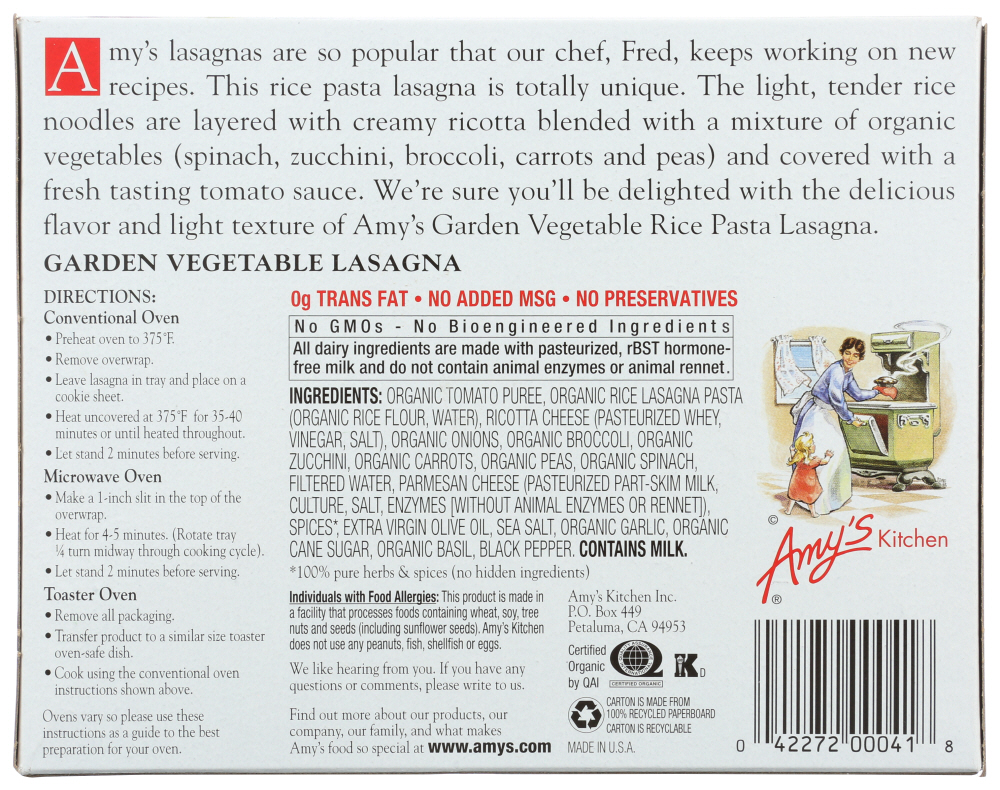 Amy's lasagnas are so popular that our chef, Fred, keeps working on new
recipes. This rice pasta lasagna is totally unique. The light, tender rice
noodles are layered with creamy ricotta blended with a mixture of organic
vegetables (spinach, zucchini, broccoli, carrots and peas) and covered with a
fresh tasting tomato sauce. We're sure you'll be delighted with the delicious
flavor and light texture of Amy's Garden Vegetable Rice Pasta Lasagna.
GARDEN VEGETABLE LASAGNA
DIRECTIONS:
Conventional Oven
• Preheat oven to 375°F.
• Remove overwrap.
• Leave lasagna in tray and place on a
cookie sheet.
• Heat uncovered at 375°F for 35-40
minutes or until heated throughout.
• Let stand 2 minutes before serving.
Microwave Oven
• Make a 1-inch slit in the top of the
overwrap.
• Heat for 4-5 minutes. (Rotate tray
¼ turn midway through cooking cycle).
• Let stand 2 minutes before serving.
Toaster Oven
• Remove all packaging.
• Transfer product to a similar size toaster
oven-safe dish.
• Cook using the conventional oven
instructions shown above.
Ovens vary so please use these
instructions as a guide to the best
preparation for your oven.
0g TRANS FAT • NO ADDED MSG • NO PRESERVATIVES
No GMOs - No Bioengineered Ingredients
All dairy ingredients are made with pasteurized, rBST hormone-
free milk and do not contain animal enzymes or animal rennet.
INGREDIENTS: ORGANIC TOMATO PUREE, ORGANIC RICE LASAGNA PASTA
(ORGANIC RICE FLOUR, WATER), RICOTTA CHEESE (PASTEURIZED WHEY,
VINEGAR, SALT), ORGANIC ONIONS, ORGANIC BROCCOLI, ORGANIC
ZUCCHINI, ORGANIC CARROTS, ORGANIC PEAS, ORGANIC SPINACH,
FILTERED WATER, PARMESAN CHEESE (PASTEURIZED PART-SKIM MILK,
CULTURE, SALT, ENZYMES [WITHOUT ANIMAL ENZYMES OR RENNET]),
SPICES*, EXTRA VIRGIN OLIVE OIL, SEA SALT, ORGANIC GARLIC, ORGANIC
CANE SUGAR, ORGANIC BASIL, BLACK PEPPER. CONTAINS MILK.
*100% pure herbs & spices (no hidden ingredients)
Individuals with Food Allergies: This product is made in
a facility that processes foods containing wheat, soy, tree
nuts and seeds (including sunflower seeds). Amy's Kitchen
does not use any peanuts, fish, shellfish or eggs.
We like hearing from you. If you have any
questions or comments, please write to us.
Find out more about our products, our
company, our family, and what makes
Amy's food so special at www.amys.com
Amy's Kitchen Inc.
P.O. Box 449
Petaluma, CA 94953
Certified
Organic
by QAI
CERTIFIED ORGANIC
K
D
CARTON IS MADE FROM
100% RECYCLED PAPERBOARD
CARTON IS RECYCLABLE
MADE IN U.S.A.
©
Amy's Kitchen
®
0 42272 00041 8